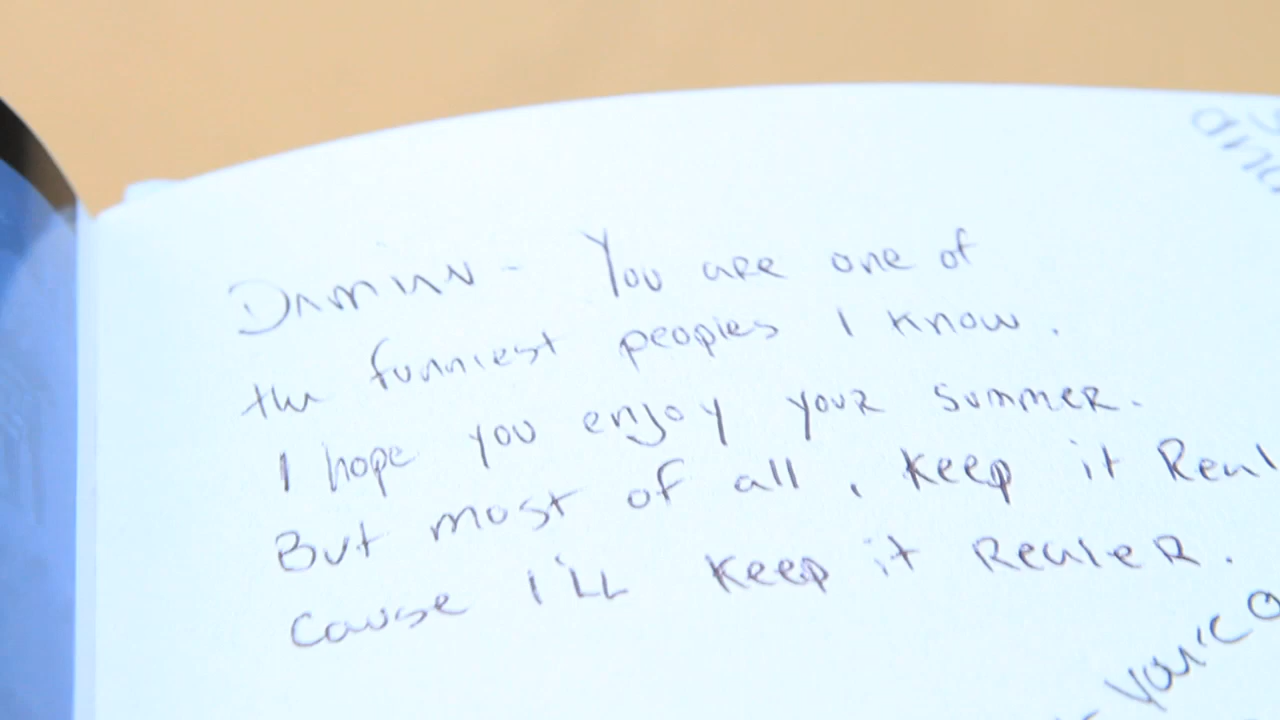 Damian - You are one of
the funniest peoples I know.
I hope you enjoy your summer.
But most of all, keep it Real
Cause I'll keep it Realer.
and